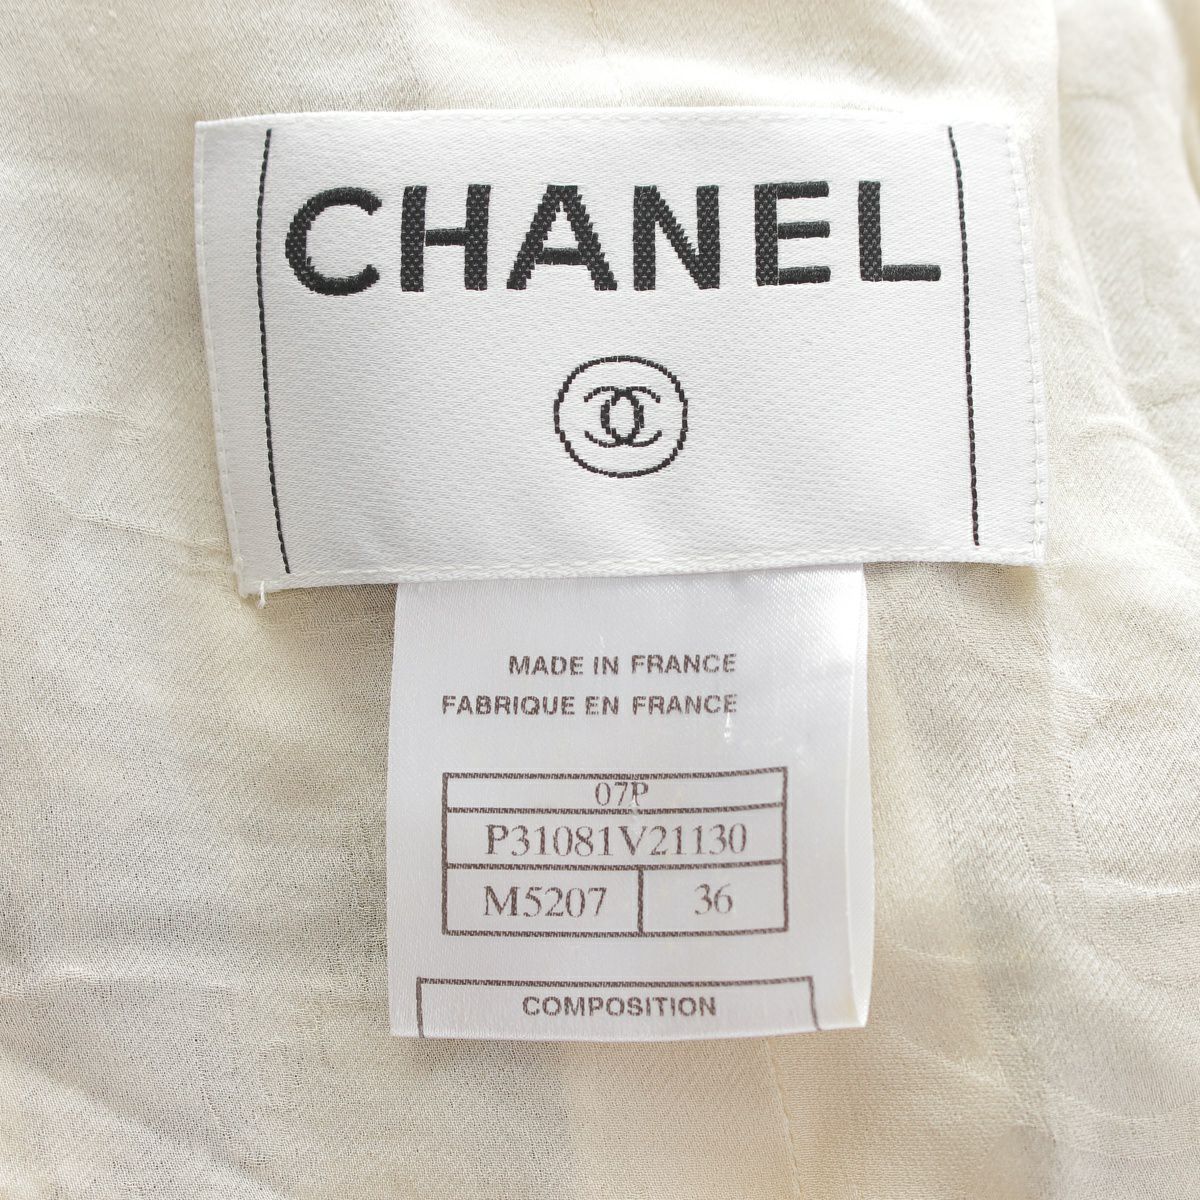 CHANEL
MADE IN FRANCE
FABRIQUE EN FRANCE
07P
P31081V21130
M5207 36
COMPOSITION